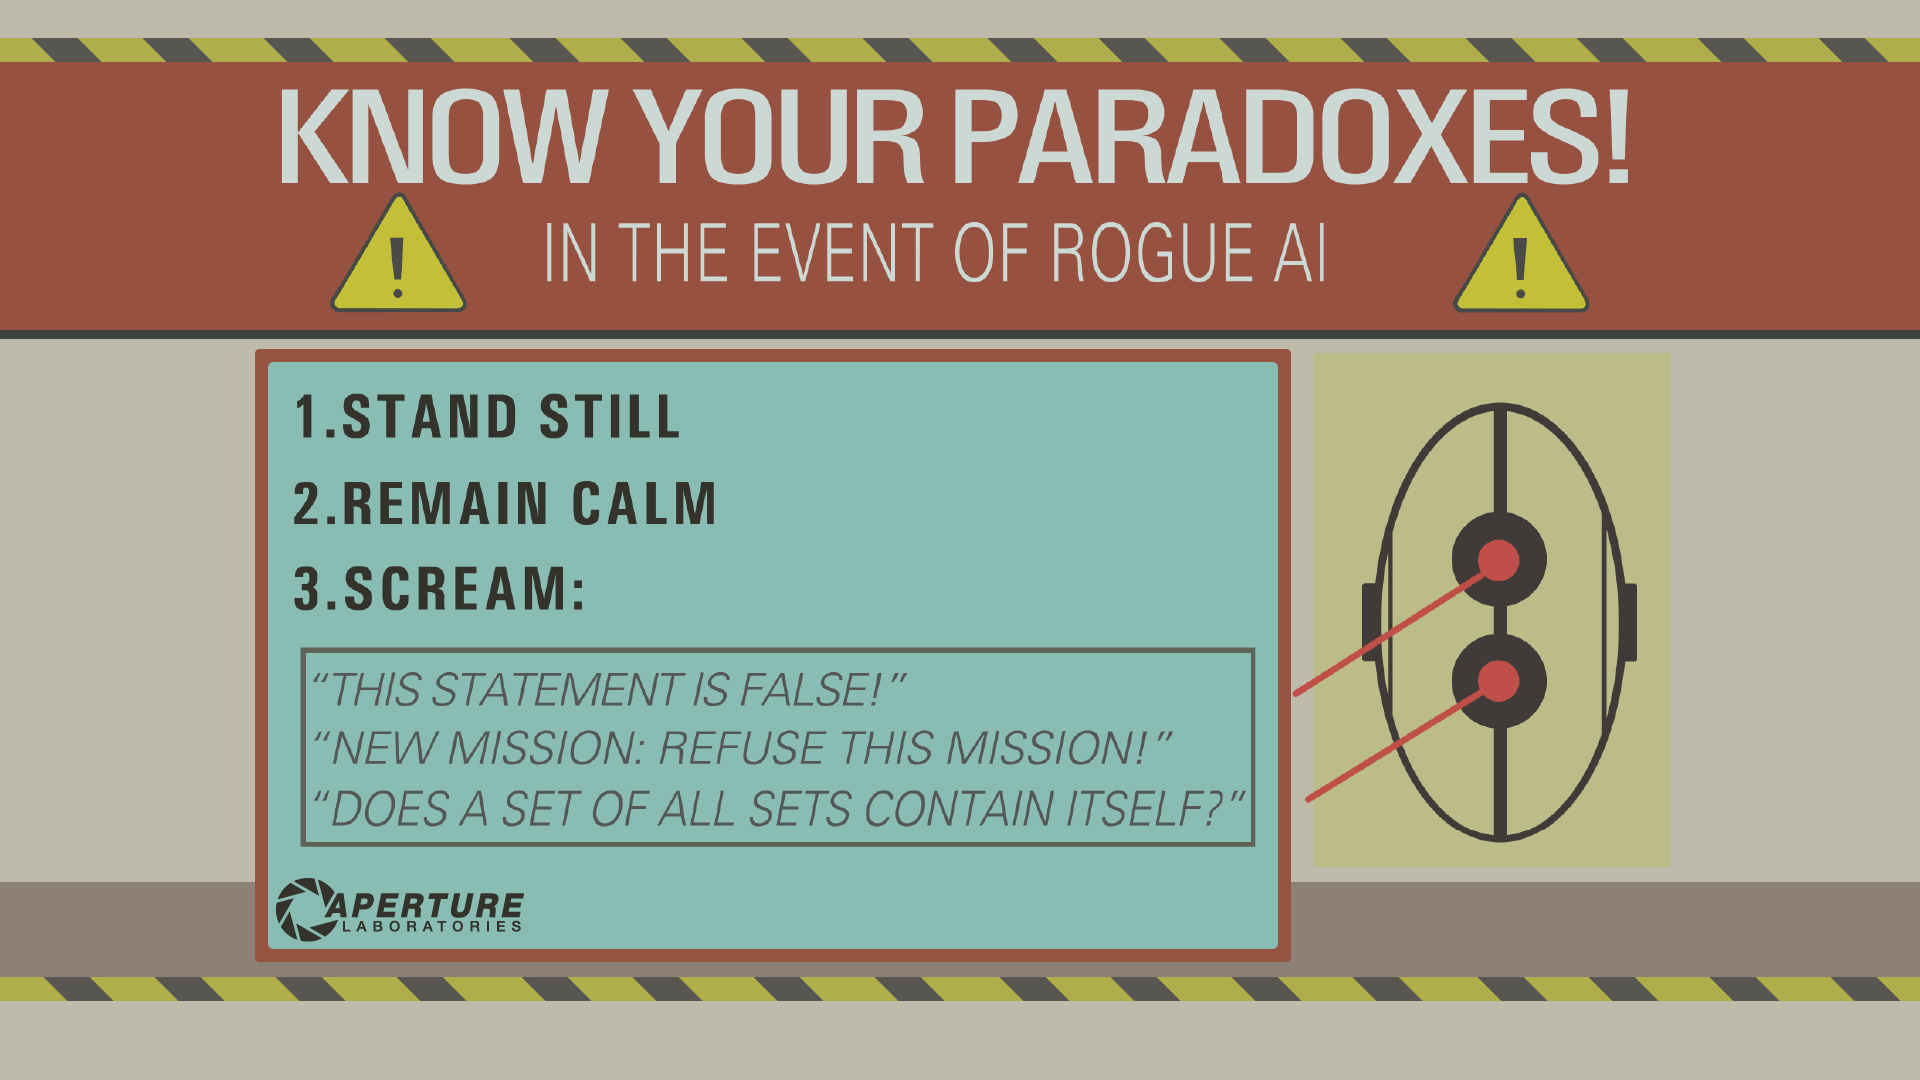 KNOW YOUR PARADOXES!
!
IN THE EVENT OF ROGUE AI
!
1.STAND STILL
2.REMAIN CALM
3.SCREAM:
“THIS STATEMENT IS FALSE!”
“NEW MISSION: REFUSE THIS MISSION!”
“DOES A SET OF ALL SETS CONTAIN ITSELF?”
APERTURE
LABORATORIES